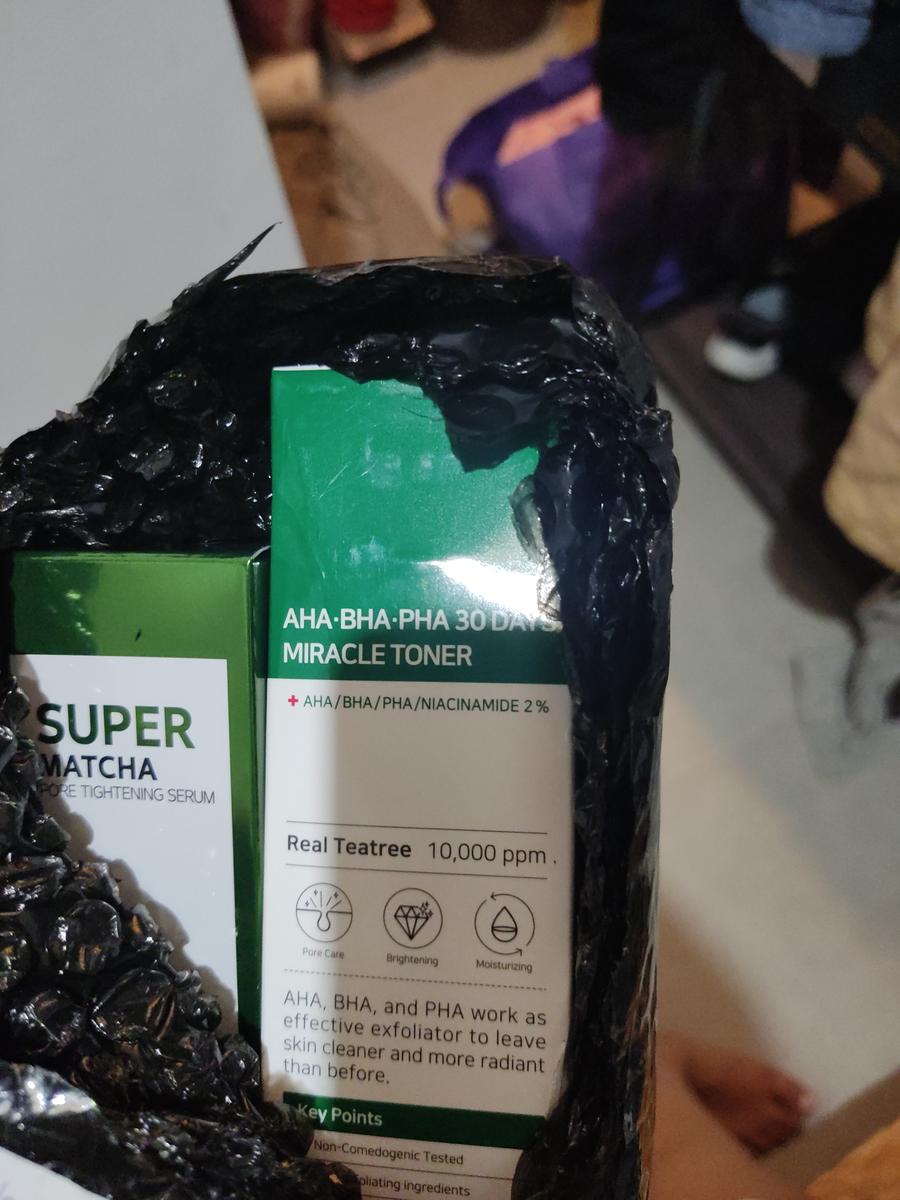 AHA·BHA·PHA 30 DAYS
MIRACLE TONER
+ AHA/BHA/PHA/NIACINAMIDE 2%
Real Teatree 10,000 ppm.
Pore Care
Brightening
Moisturizing
AHA, BHA, and PHA work as
effective exfoliator to leave
skin cleaner and more radiant
than before.
Key Points
Non-Comedogenic Tested
ingredients
SUPER
MATCHA
PORE TIGHTENING SERUM